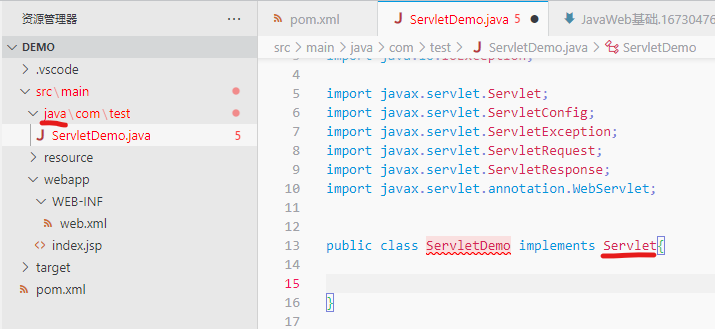 资源管理器
DEMO
.vscode
src\main
java\com\test
ServletDemo.java 5
resource
webapp
WEB-INF
web.xml
index.jsp
target
pom.xml
pom.xml
ServletDemo.java 5
JavaWeb基础.16730476
src > main > java > com > test > ServletDemo.java > ServletDemo
3 import java.io.IOException;
4
5 import javax.servlet.Servlet;
6 import javax.servlet.ServletConfig;
7 import javax.servlet.ServletException;
8 import javax.servlet.ServletRequest;
9 import javax.servlet.ServletResponse;
10 import javax.servlet.annotation.WebServlet;
11
12
13 public class ServletDemo implements Servlet{
14
15
16 }